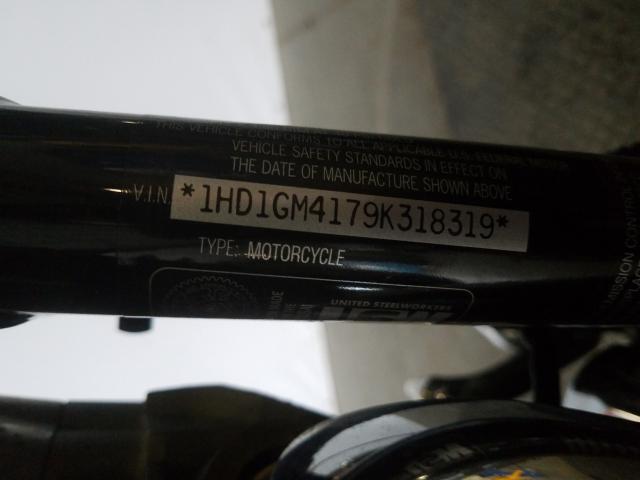 THIS VEHICLE CONFORMS TO ALL APPLICABLE U.S. FEDERAL MOTOR
VEHICLE SAFETY STANDARDS IN EFFECT ON
THE DATE OF MANUFACTURE SHOWN ABOVE
V.I.N. *1HD1GM4179K318319*
TYPE: MOTORCYCLE
UNITED STEELWORKERS
MADE